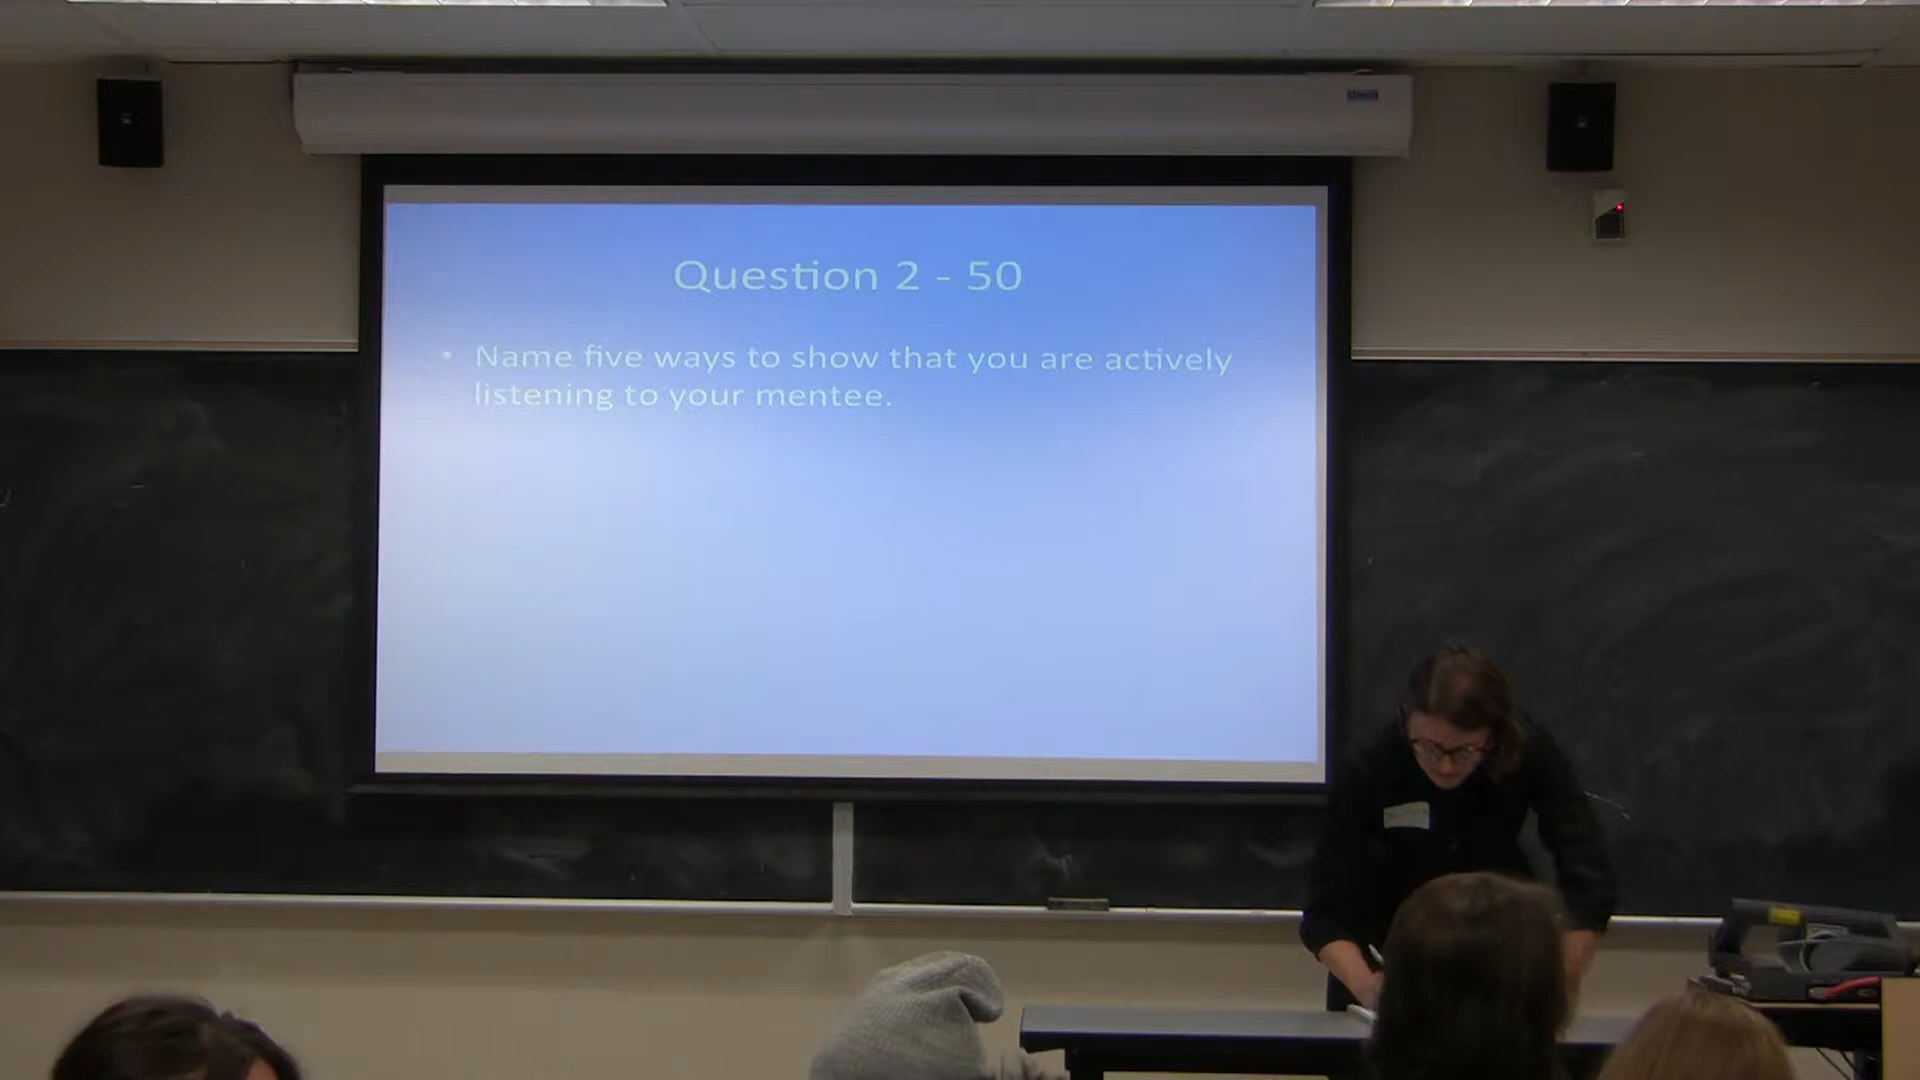 Question 2 - 50
• Name five ways to show that you are actively
listening to your mentee.